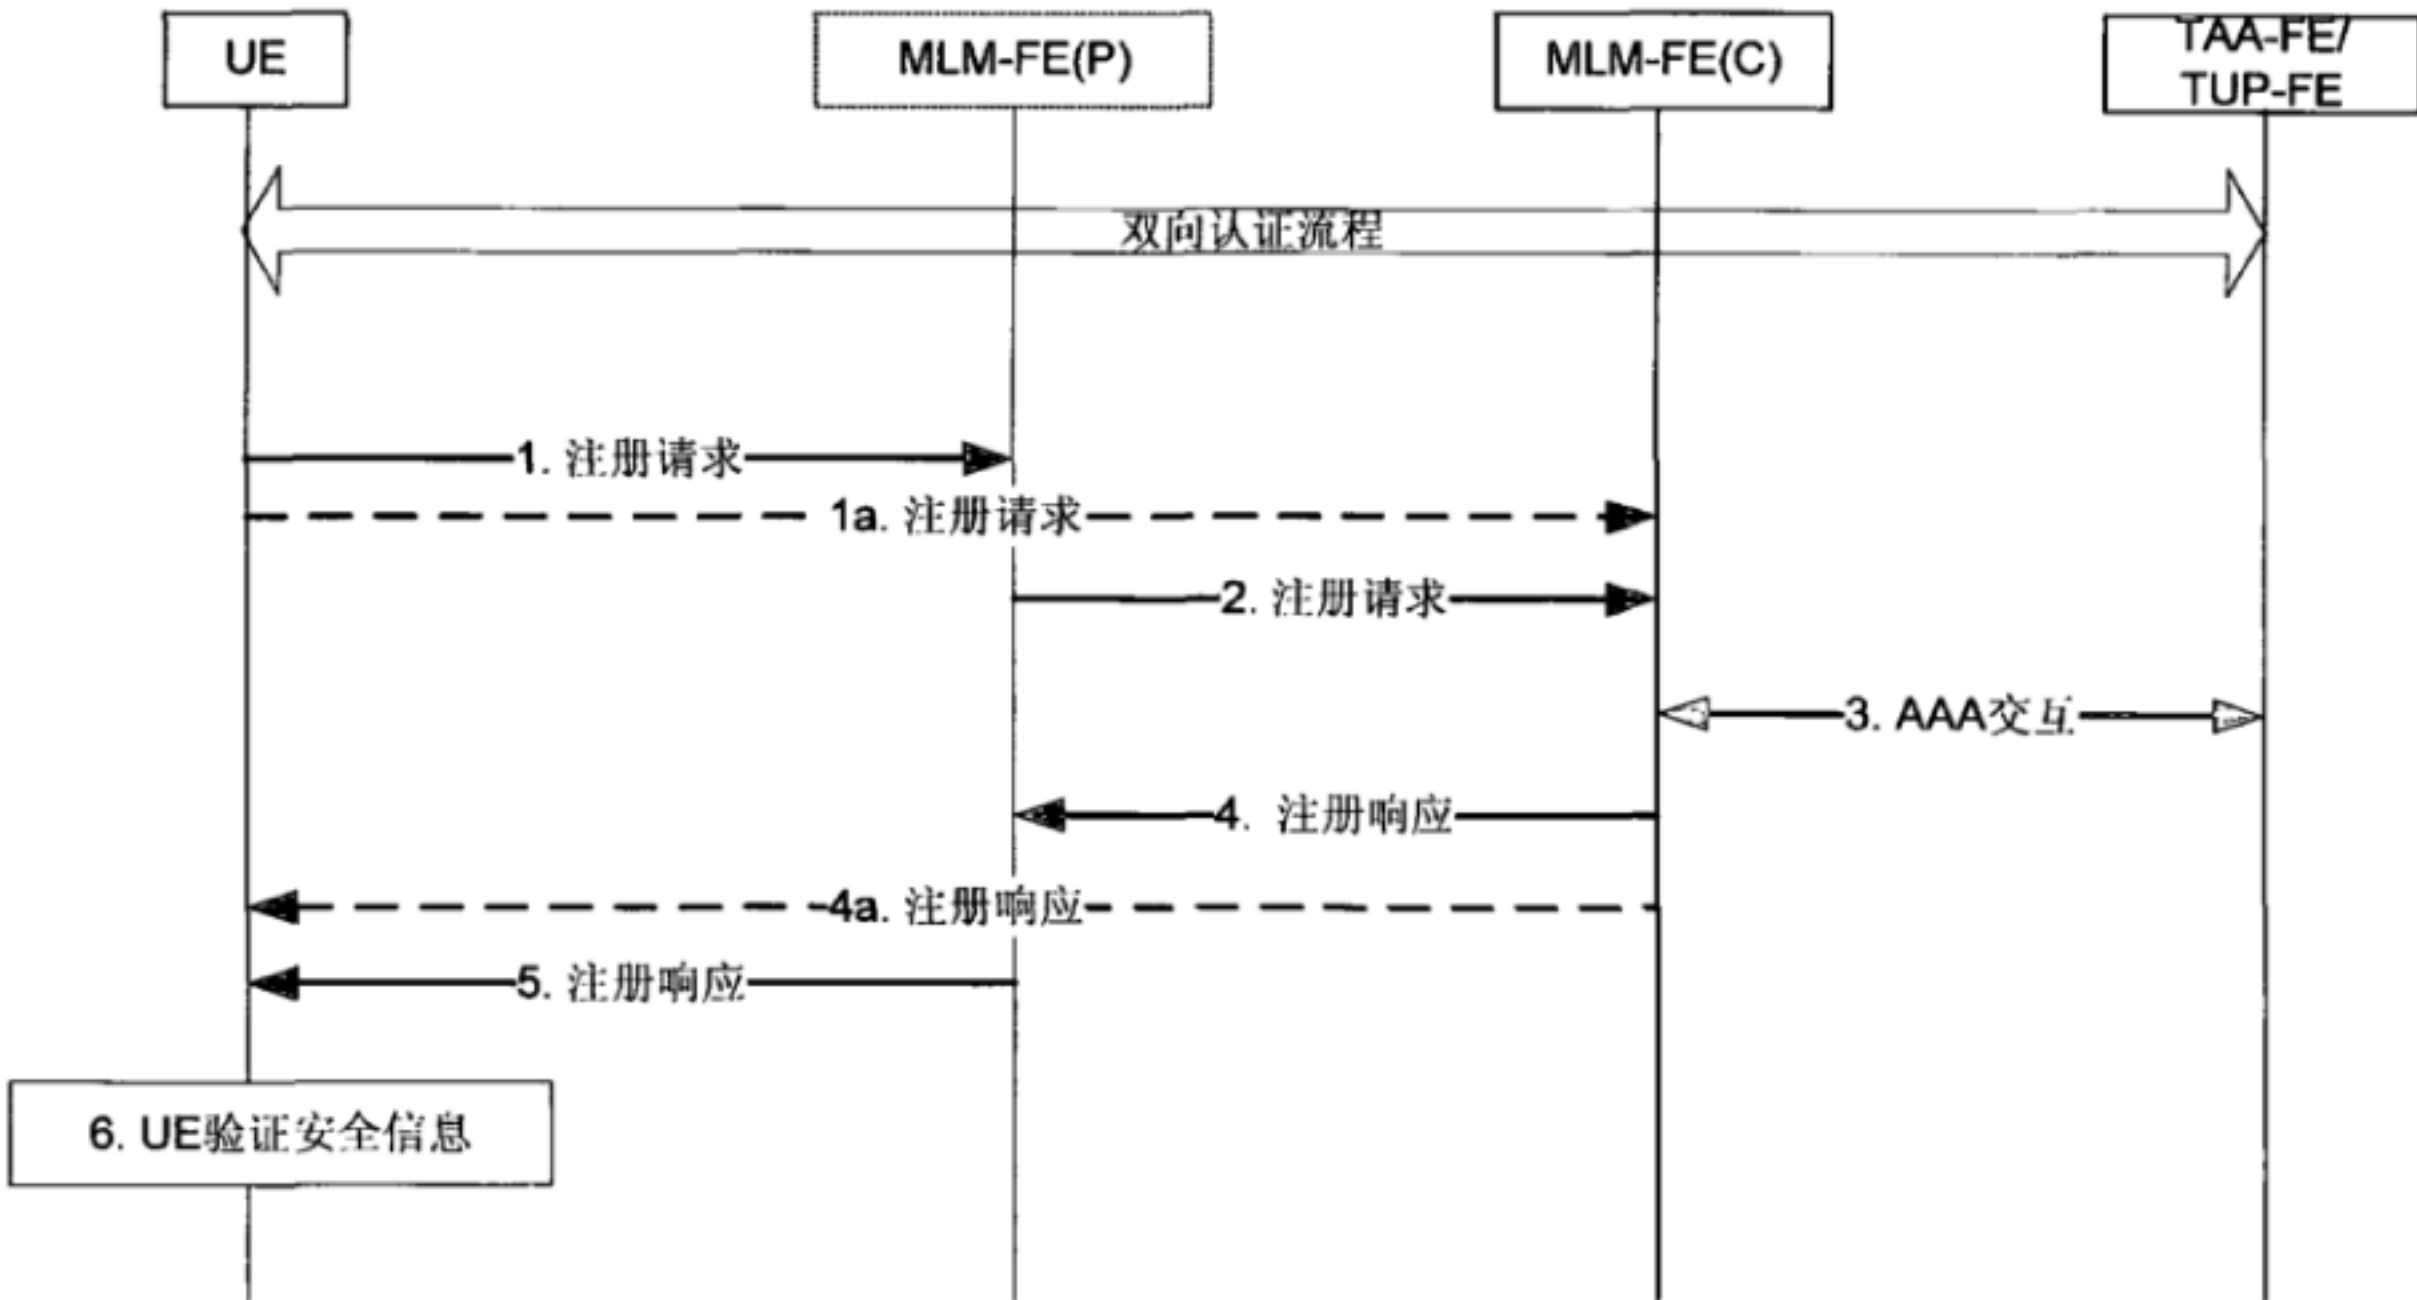 UE
MLM-FE(P)
MLM-FE(C)
TAA-FE/
TUP-FE
双向认证流程
1. 注册请求
1a. 注册请求
2. 注册请求
3. AAA交互
4. 注册响应
4a. 注册响应
5. 注册响应
6. UE验证安全信息